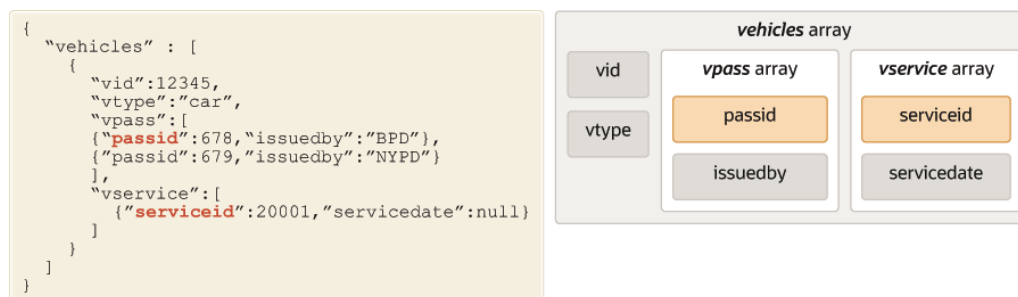 {
“vehicles” : [
{
“vid”:12345,
“vtype”:”car”,
“vpass”:[
{“passid”:678,“issuedby”:”BPD”},
{”passid”:679,“issuedby”:”NYPD”}
],
“vservice”:[
{”serviceid”:20001,“servicedate”:null}
]
}
]
}
vehicles array
vid
vtype
vpass array
passid
issuedby
vservice array
serviceid
servicedate